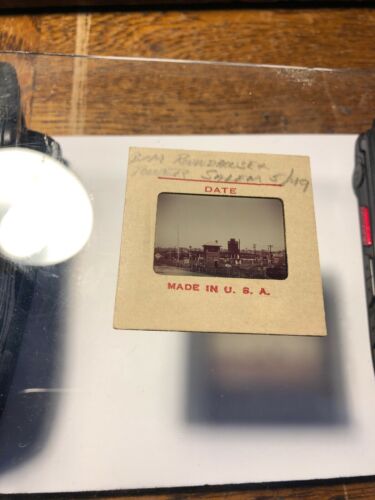 B&M Roundhouse &
Tower Salem 5/49
DATE
MADE IN U. S. A.